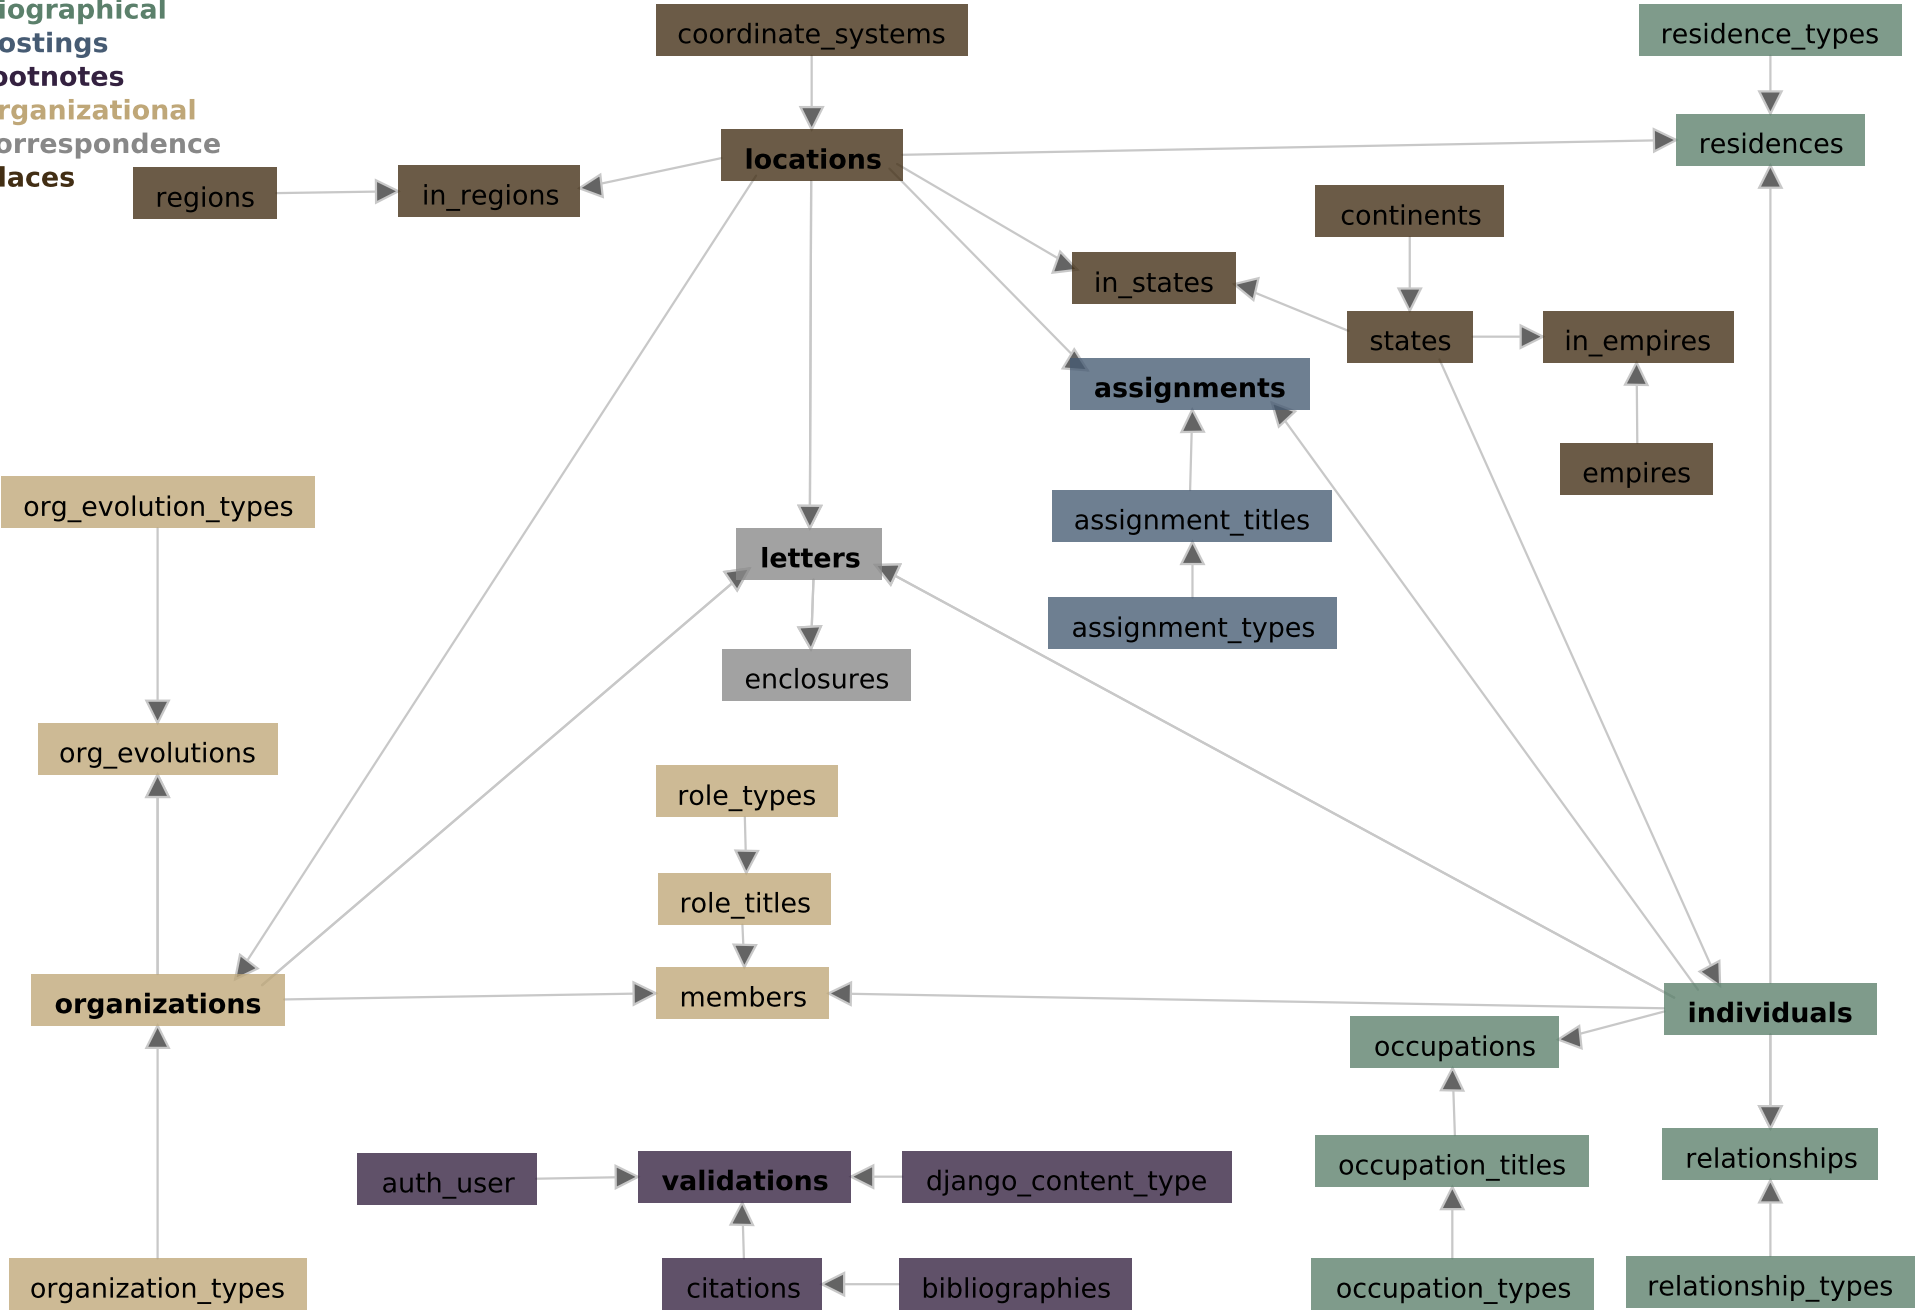 iographical
ostings
ootnotes
rganizational
orrespondence
laces
coordinate_systems
residence_types
locations
residences
regions
in_regions
continents
in_states
states
in_empires
assignments
empires
org_evolution_types
assignment_titles
letters
assignment_types
enclosures
org_evolutions
role_types
role_titles
organizations
members
individuals
occupations
auth_user
validations
django_content_type
occupation_titles
relationships
organization_types
citations
bibliographies
occupation_types
relationship_types